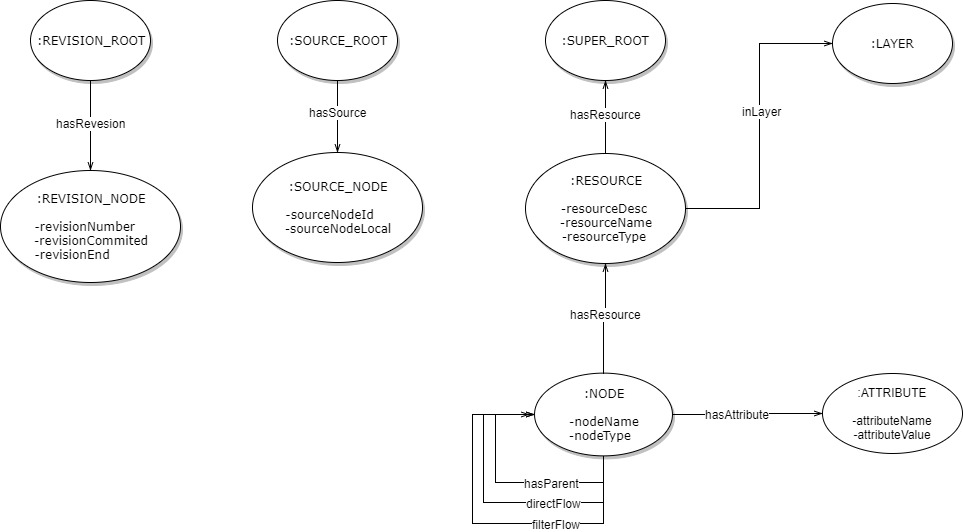 :REVISION_ROOT
:SOURCE_ROOT
:SUPER_ROOT
:LAYER
hasRevesion
hasSource
hasResource
inLayer
:REVISION_NODE
-revisionNumber
-revisionCommited
-revisionEnd
:SOURCE_NODE
-sourceNodeId
-sourceNodeLocal
:RESOURCE
-resourceDesc
-resourceName
-resourceType
hasResource
:NODE
-nodeName
-nodeType
hasAttribute
:ATTRIBUTE
-attributeName
-attributeValue
hasParent
directFlow
filterFlow